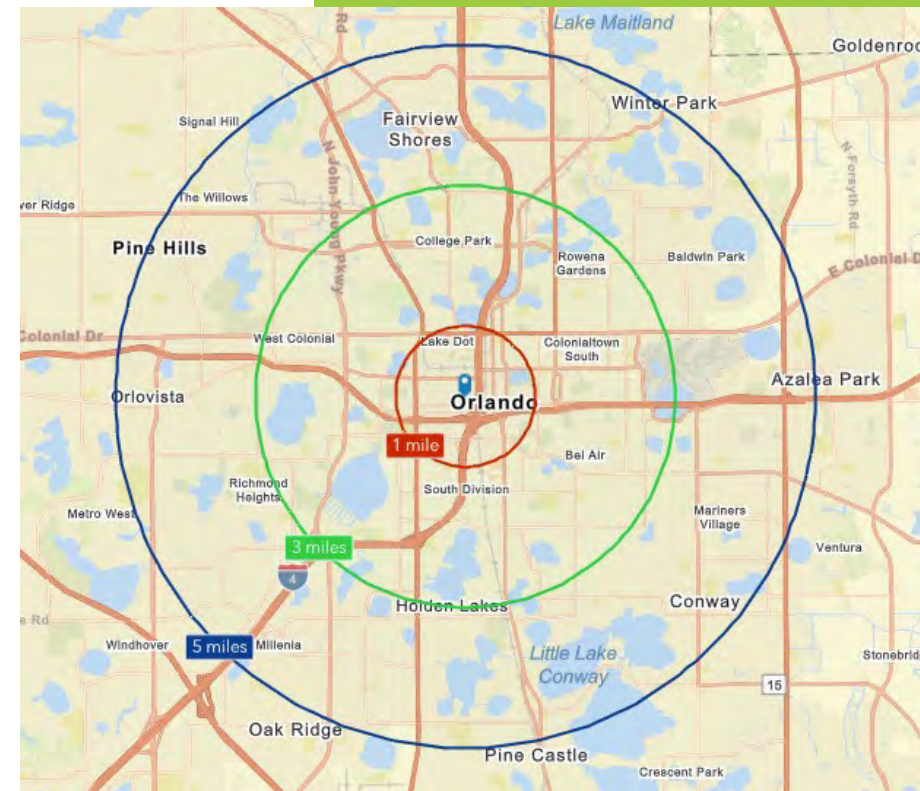 Lake Maitland
Rd
Goldenroc
Winter Park
Fairview
Shores
Signal Hill
N John Young Pkwy
N Forsyth Rd
The Willows
ver Ridge
Pine Hills
College Park
Rowena
Gardens
Baldwin Park
E Colonial D
Colonial Dr
West Colonial
Lake Dot
Colonialtown
South
Azalea Park
Orlovista
Orlando
1 mile
Bel Air
Richmond
Heights
South Division
Metro West
Mariners
Village
3 miles
Ventura
4
Holden Lakes
Conway
e Rd
Windhover
5 miles
Millenia
Little Lake
Conway
Stonebrid
15
Oak Ridge
Pine Castle
Crescent Park